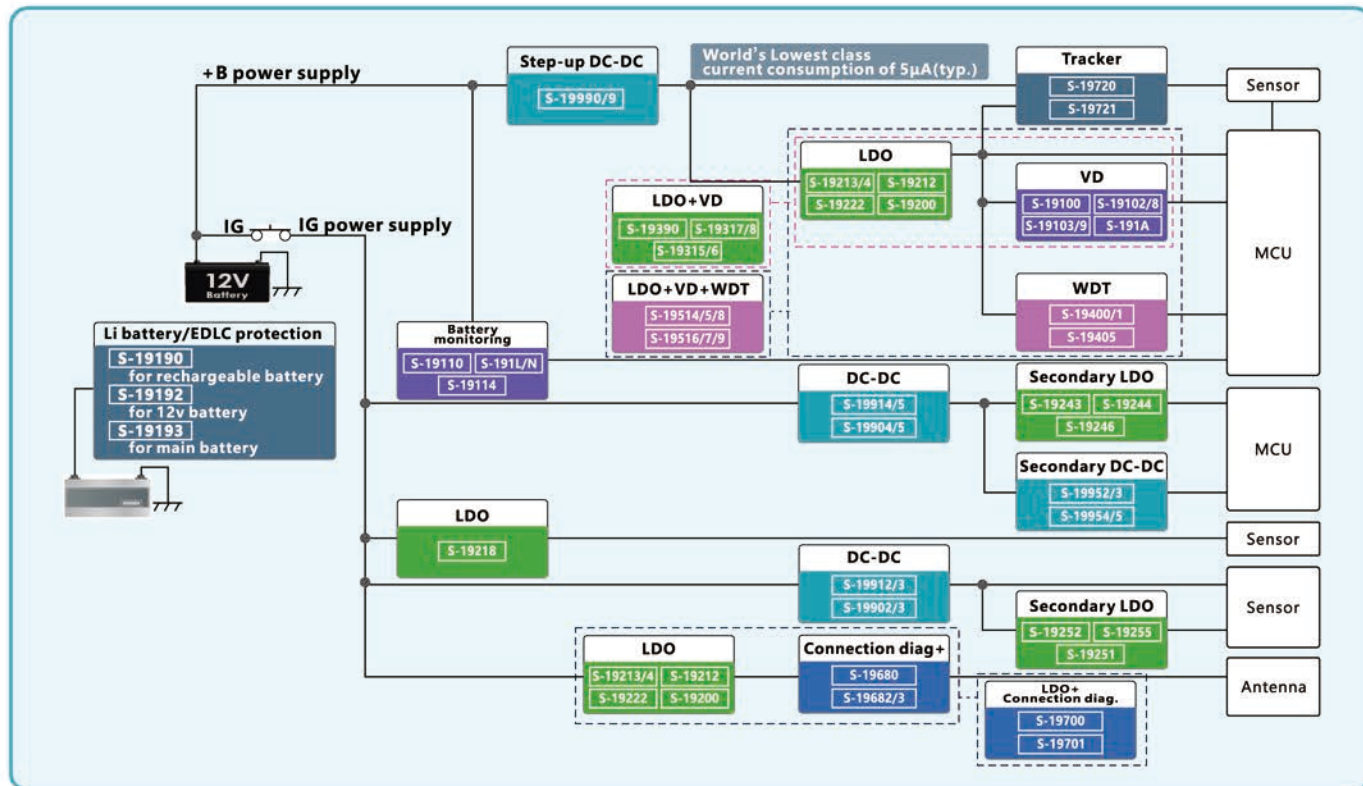 +B power supply
Step-up DC-DC
S-19990/9
World's Lowest class
current consumption of 5μA(typ.)
Tracker
S-19720
S-19721
Sensor
LDO
S-19213/4 S-19212
S-19222 S-19200
LDO+VD
S-19390 S-19317/8
S-19315/6
VD
S-19100 S-19102/8
S-19103/9 S-191A
MCU
IG IG power supply
12V
Battery
LDO+VD+WDT
S-19514/5/8
S-19516/7/9
WDT
S-19400/1
S-19405
Li battery/EDLC protection
S-19190
for rechargeable battery
S-19192
for 12v battery
S-19193
for main battery
Battery
monitoring
S-19110 S-191L/N
S-19114
DC-DC
S-19914/5
S-19904/5
Secondary LDO
S-19243 S-19244
S-19246
MCU
Secondary DC-DC
S-19952/3
S-19954/5
LDO
S-19218
Sensor
DC-DC
S-19912/3
S-19902/3
Sensor
Secondary LDO
S-19252 S-19255
S-19251
LDO
S-19213/4 S-19212
S-19222 S-19200
Connection diag+
S-19680
S-19682/3
Antenna
LDO+
Connection diag.
S-19700
S-19701